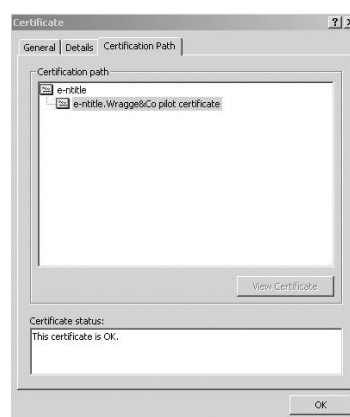 Certificate
General Details Certification Path
Certification path
e-ntitle
e-ntitle.Wragge&Co pilot certificate
View Certificate
Certificate status:
This certificate is OK.
OK